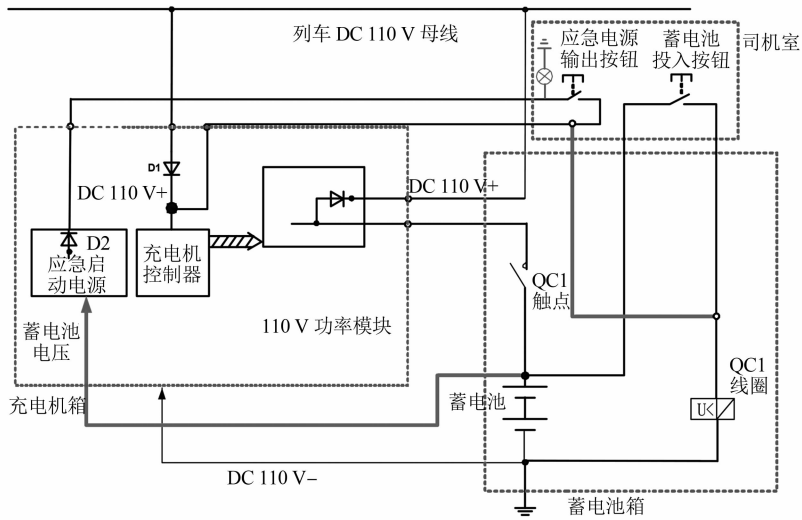 列车 DC 110 V 母线
应急电源
输出按钮
蓄电池
投入按钮
司机室
D1
DC 110 V+
DC 110 V+
D2
应急启
动电源
充电机
控制器
QC1
触点
110 V 功率模块
蓄电池
电压
充电机箱
蓄电池
QC1
线圈
U<
DC 110 V−
蓄电池箱